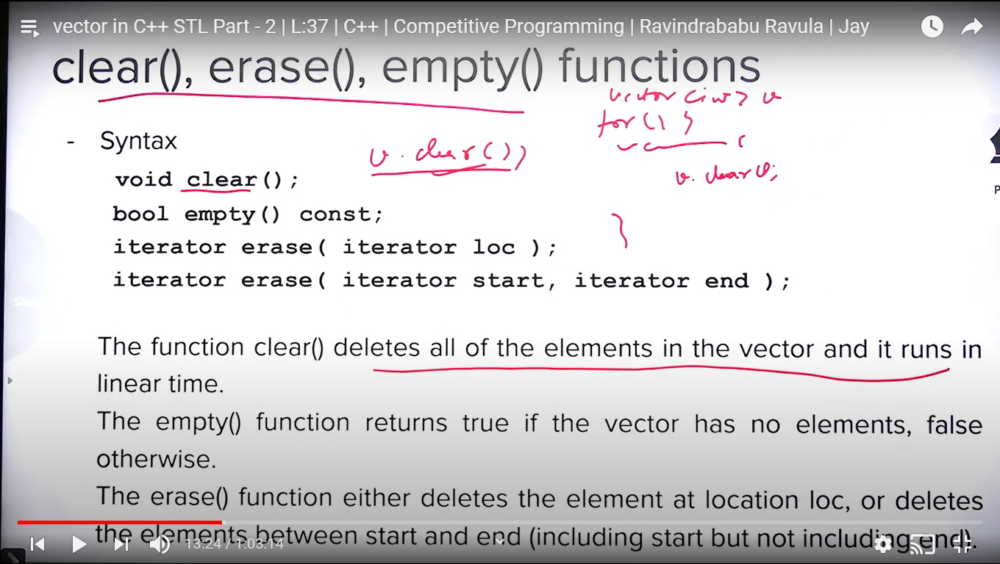 vector in C++ STL Part - 2 | L:37 | C++ | Competitive Programming | Ravindrababu Ravula | Jay
clear(), erase(), empty() functions
vector <int> v
for ( ) {
- Syntax
v.clear();
void clear();
v.clear();
bool empty() const;
}
iterator erase( iterator loc );
iterator erase( iterator start, iterator end );
The function clear() deletes all of the elements in the vector and it runs in
linear time.
The empty() function returns true if the vector has no elements, false
otherwise.
The erase() function either deletes the element at location loc, or deletes
the elements between start and end (including start but not including end).
13:24 / 1:03:14